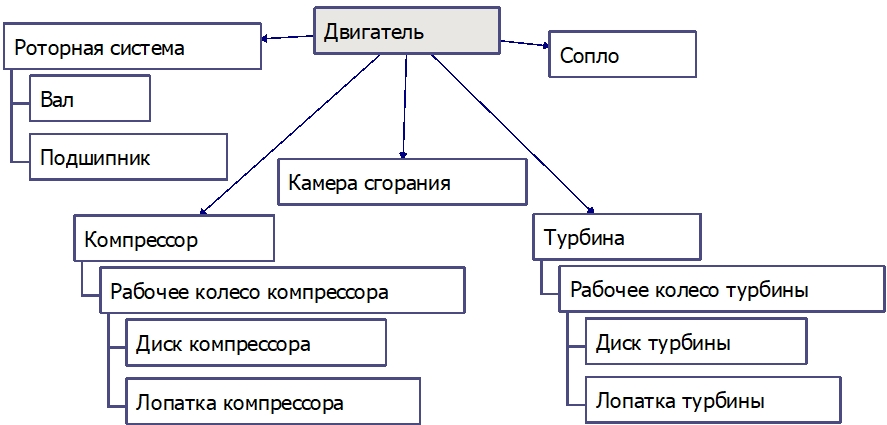 Двигатель
Роторная система
Сопло
Вал
Подшипник
Камера сгорания
Компрессор
Турбина
Рабочее колесо компрессора
Рабочее колесо турбины
Диск компрессора
Диск турбины
Лопатка компрессора
Лопатка турбины